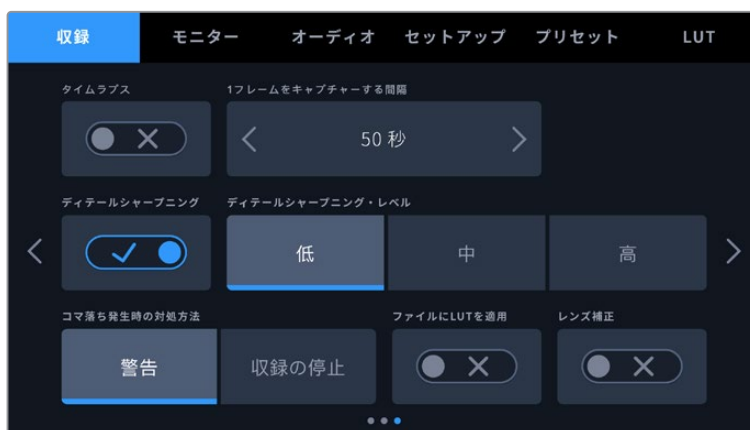 収録 モニター オーディオ セットアップ プリセット LUT
タイムラプス 1フレームをキャプチャーする間隔
50 秒
ディテールシャープニング ディテールシャープニング・レベル
低 中 高
コマ落ち発生時の対処方法 ファイルにLUTを適用 レンズ補正
警告 収録の停止